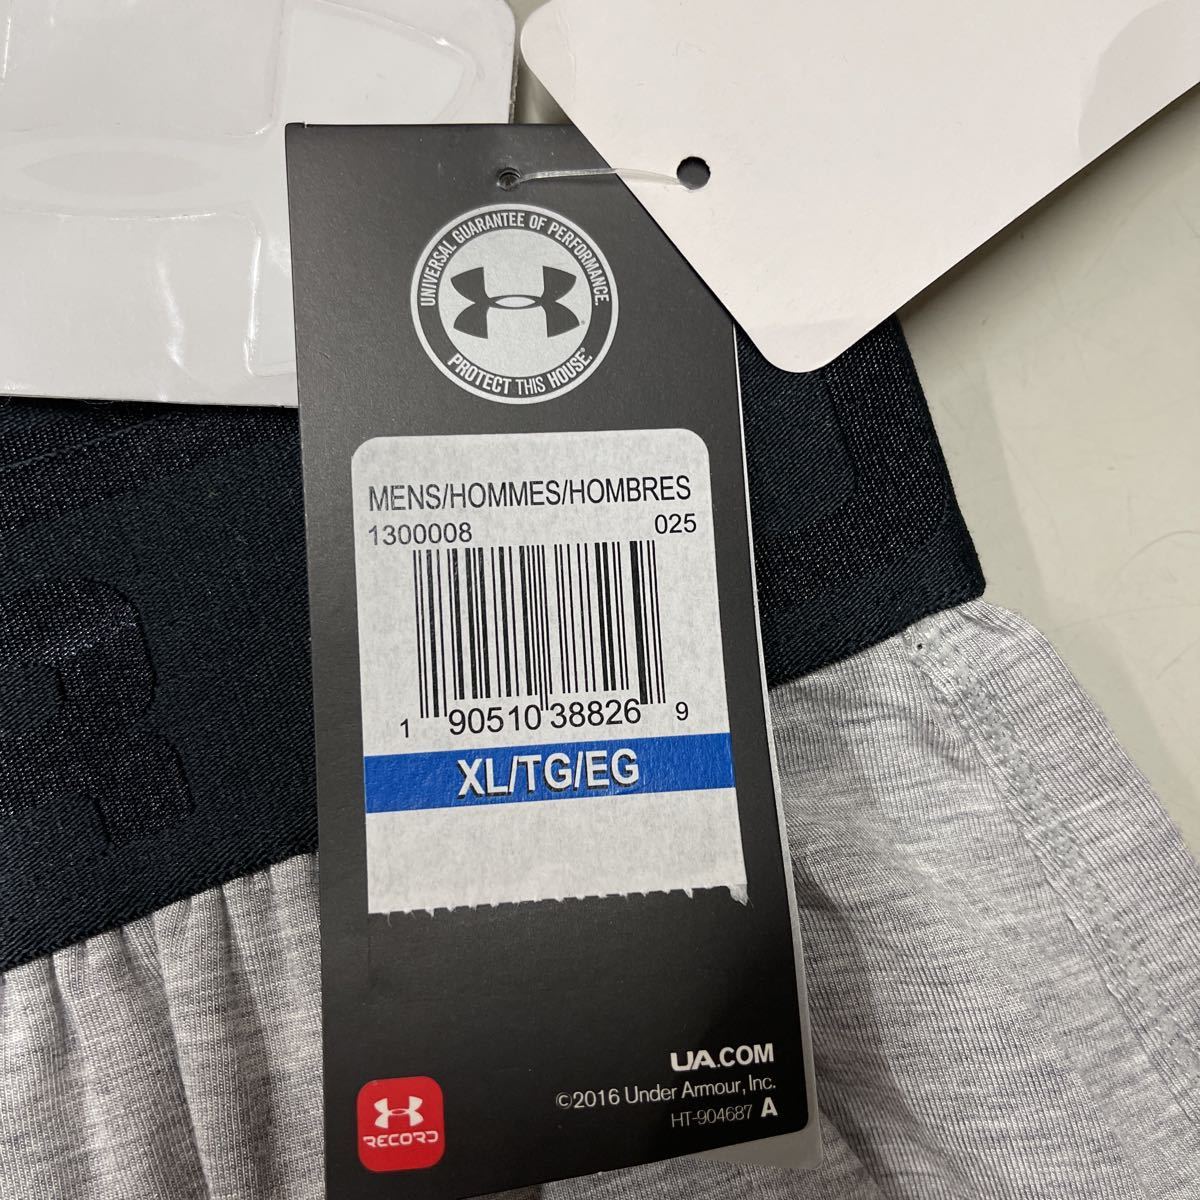 UNIVERSAL GUARANTEE OF PERFORMANCE.
PROTECT THIS HOUSE.®
MENS/HOMMES/HOMBRES
1300008 025
1 90510 38826 9
XL/TG/EG
UA.COM
©2016 Under Armour, Inc.
HT-904687 A
RECORD